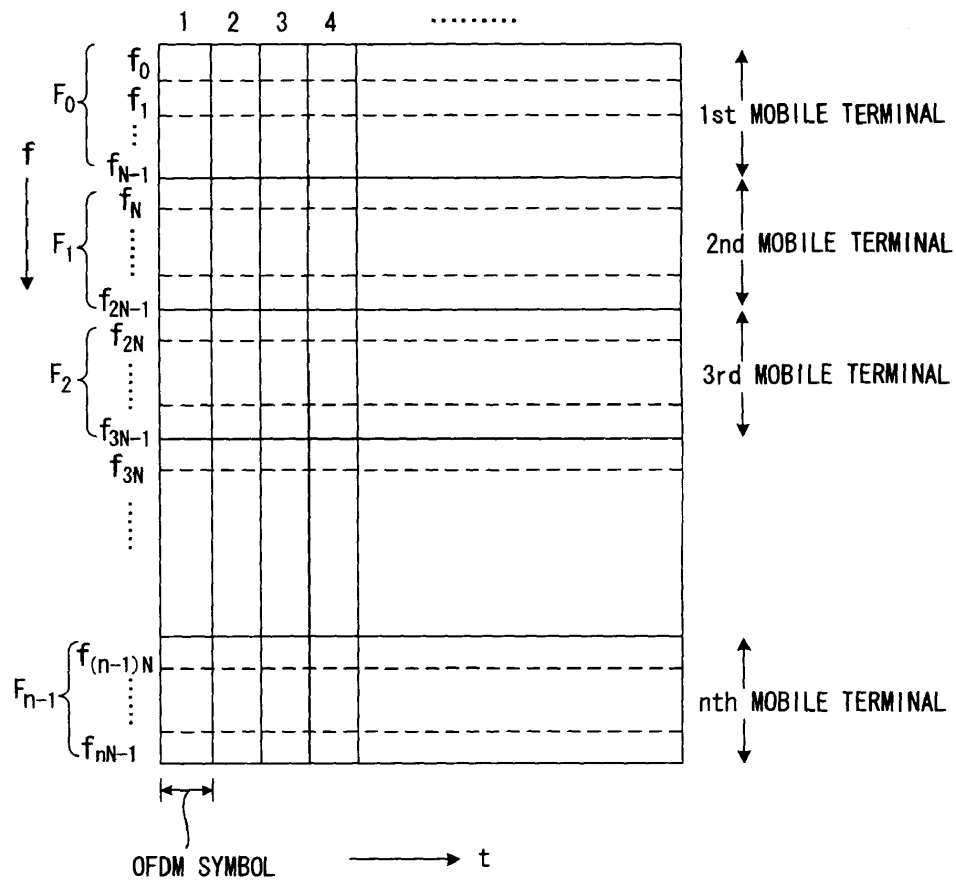 1 2 3 4 ·········
f0
F0
f1
1st MOBILE TERMINAL
f
fN-1
fN
F1
2nd MOBILE TERMINAL
f2N-1
f2N
F2
3rd MOBILE TERMINAL
f3N-1
f3N
f(n-1)N
Fn-1
nth MOBILE TERMINAL
fnN-1
OFDM SYMBOL
t